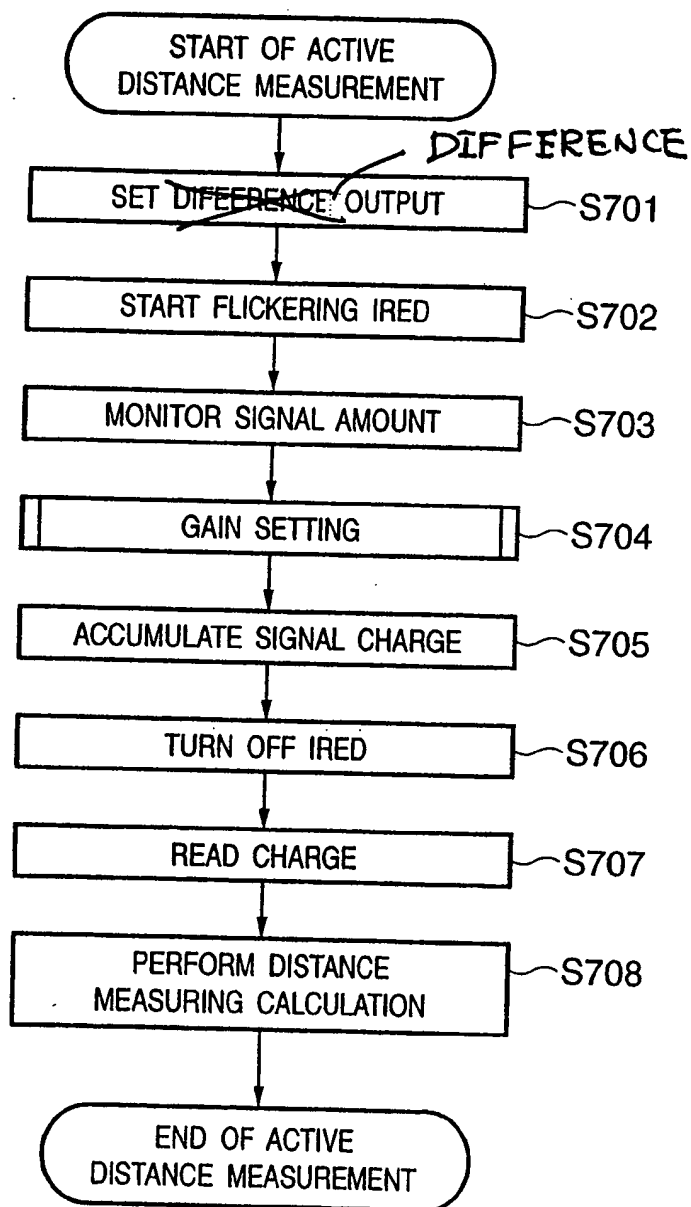 START OF ACTIVE
DISTANCE MEASUREMENT
DIFFERENCE
SET DIFEERENCE OUTPUT
S701
START FLICKERING IRED
S702
MONITOR SIGNAL AMOUNT
S703
GAIN SETTING
S704
ACCUMULATE SIGNAL CHARGE
S705
TURN OFF IRED
S706
READ CHARGE
S707
PERFORM DISTANCE
MEASURING CALCULATION
S708
END OF ACTIVE
DISTANCE MEASUREMENT